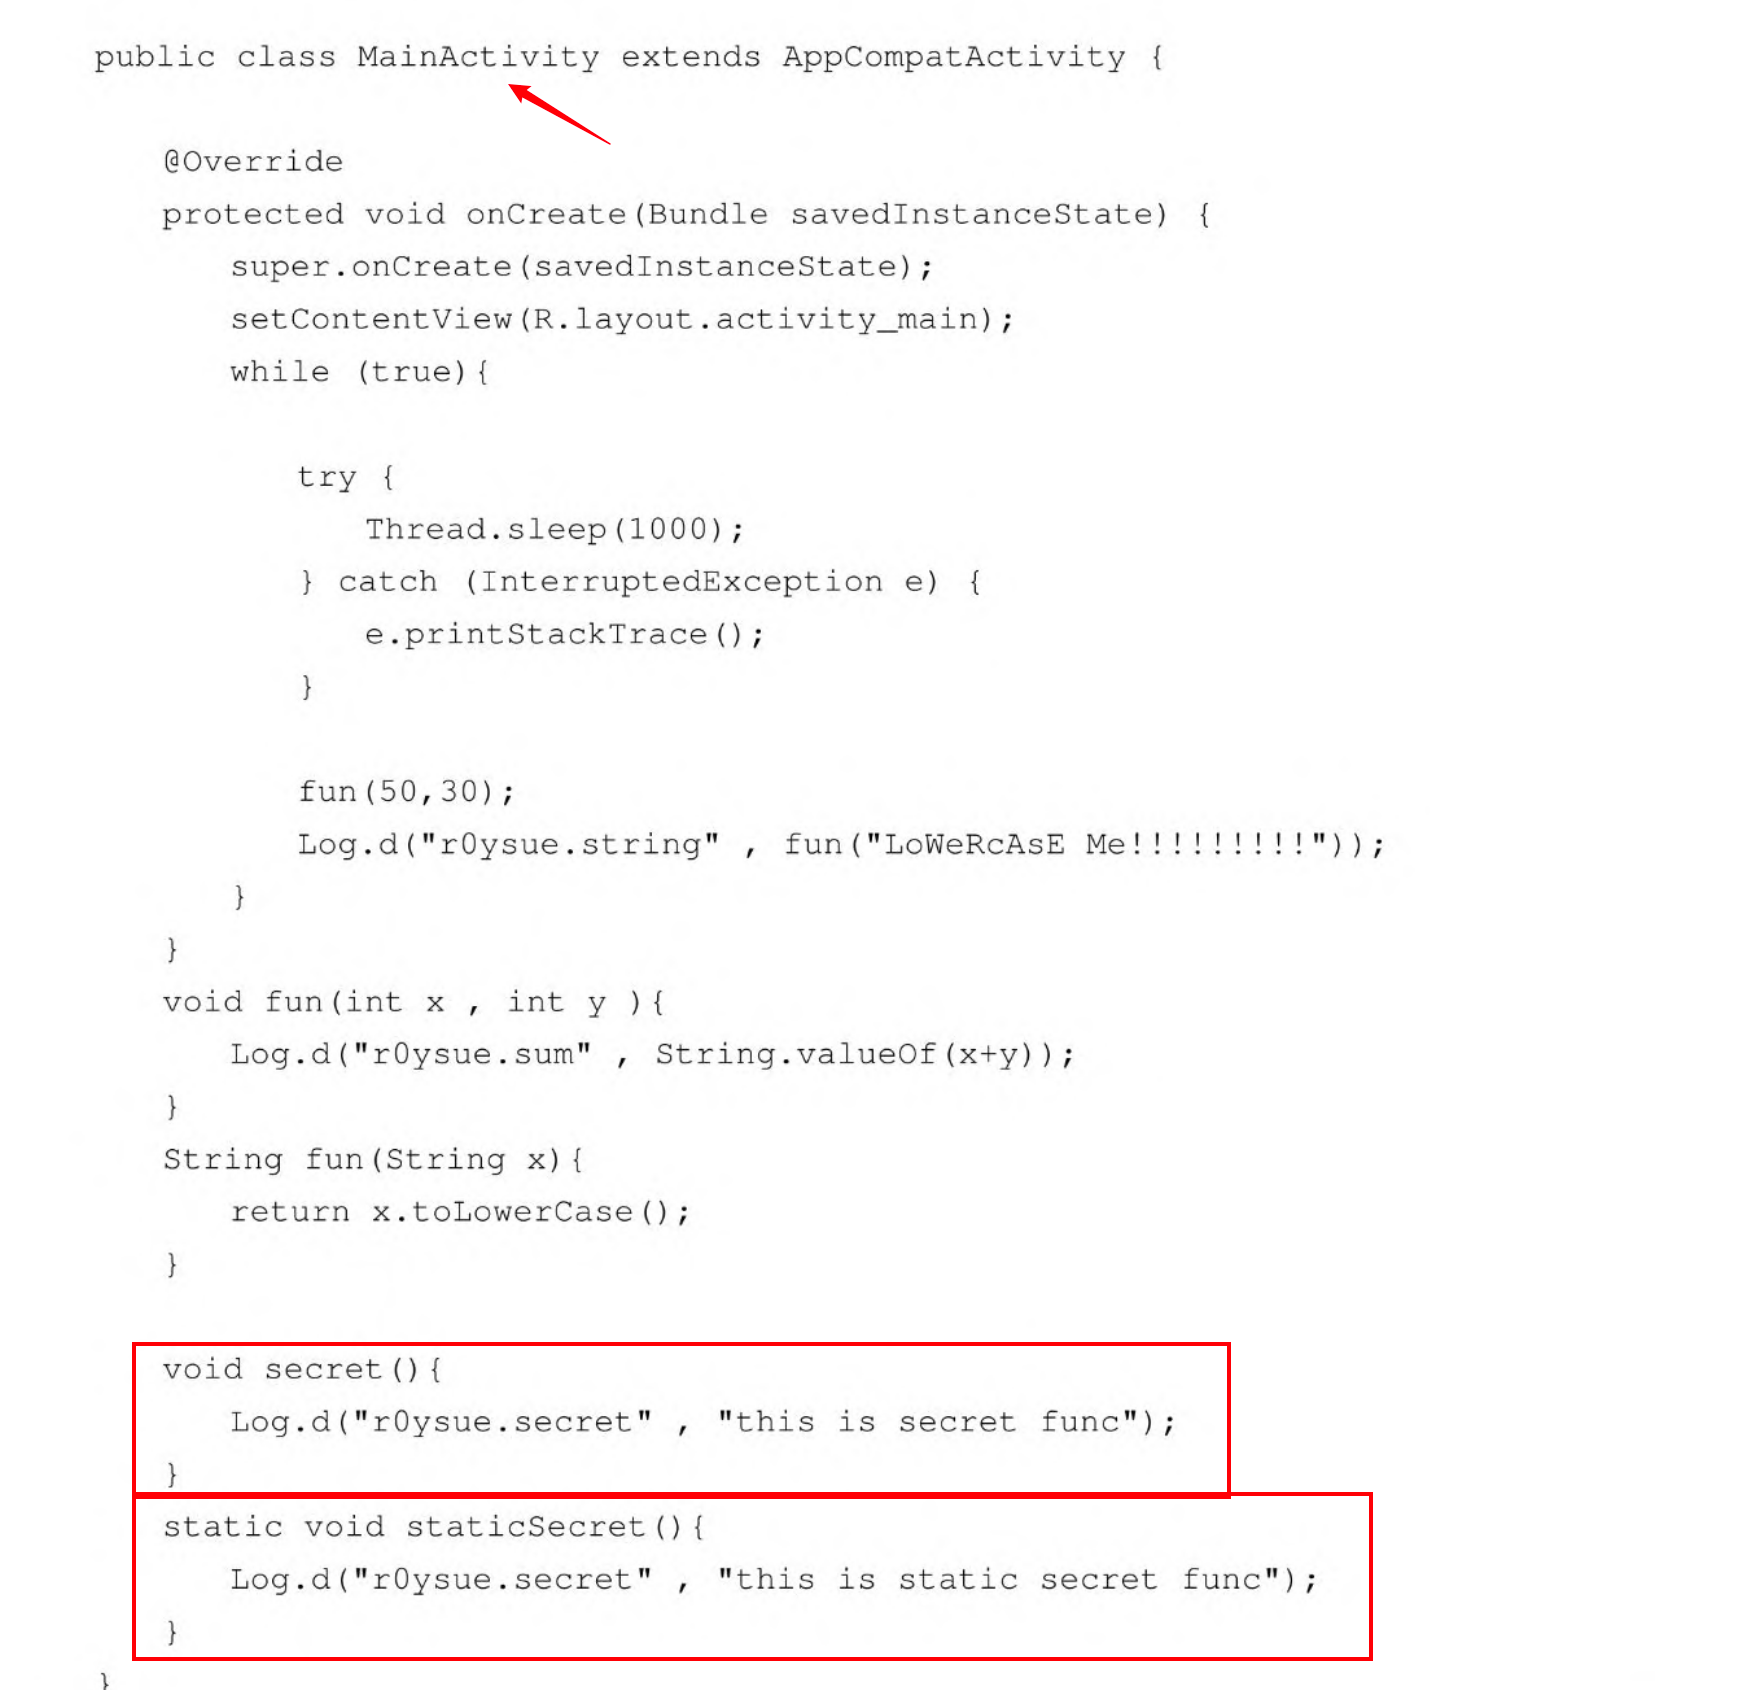 public class MainActivity extends AppCompatActivity {
@Override
protected void onCreate(Bundle savedInstanceState) {
super.onCreate(savedInstanceState);
setContentView(R.layout.activity_main);
while (true){
try {
Thread.sleep(1000);
} catch (InterruptedException e) {
e.printStackTrace();
}
fun(50,30);
Log.d("r0ysue.string" , fun("LoWeRcAsE Me!!!!!!!!!"));
}
}
void fun(int x , int y ){
Log.d("r0ysue.sum" , String.valueOf(x+y));
}
String fun(String x){
return x.toLowerCase();
}
void secret(){
Log.d("r0ysue.secret" , "this is secret func");
}
static void staticSecret(){
Log.d("r0ysue.secret" , "this is static secret func");
}
}